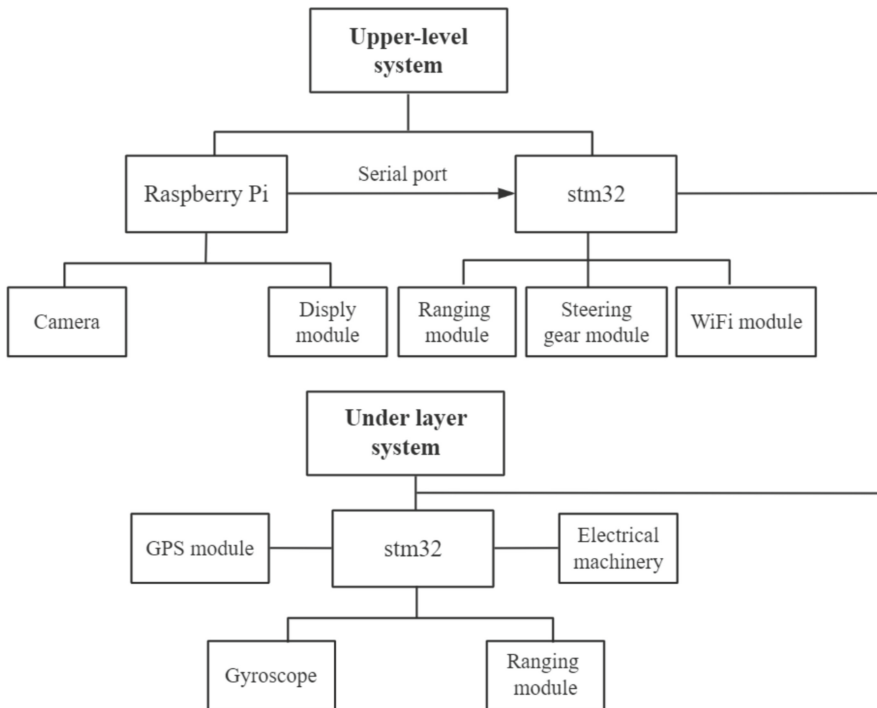 Upper-level
system
Raspberry Pi
Serial port
stm32
Camera
Disply
module
Ranging
module
Steering
gear module
WiFi module
Under layer
system
GPS module
stm32
Electrical
machinery
Gyroscope
Ranging
module